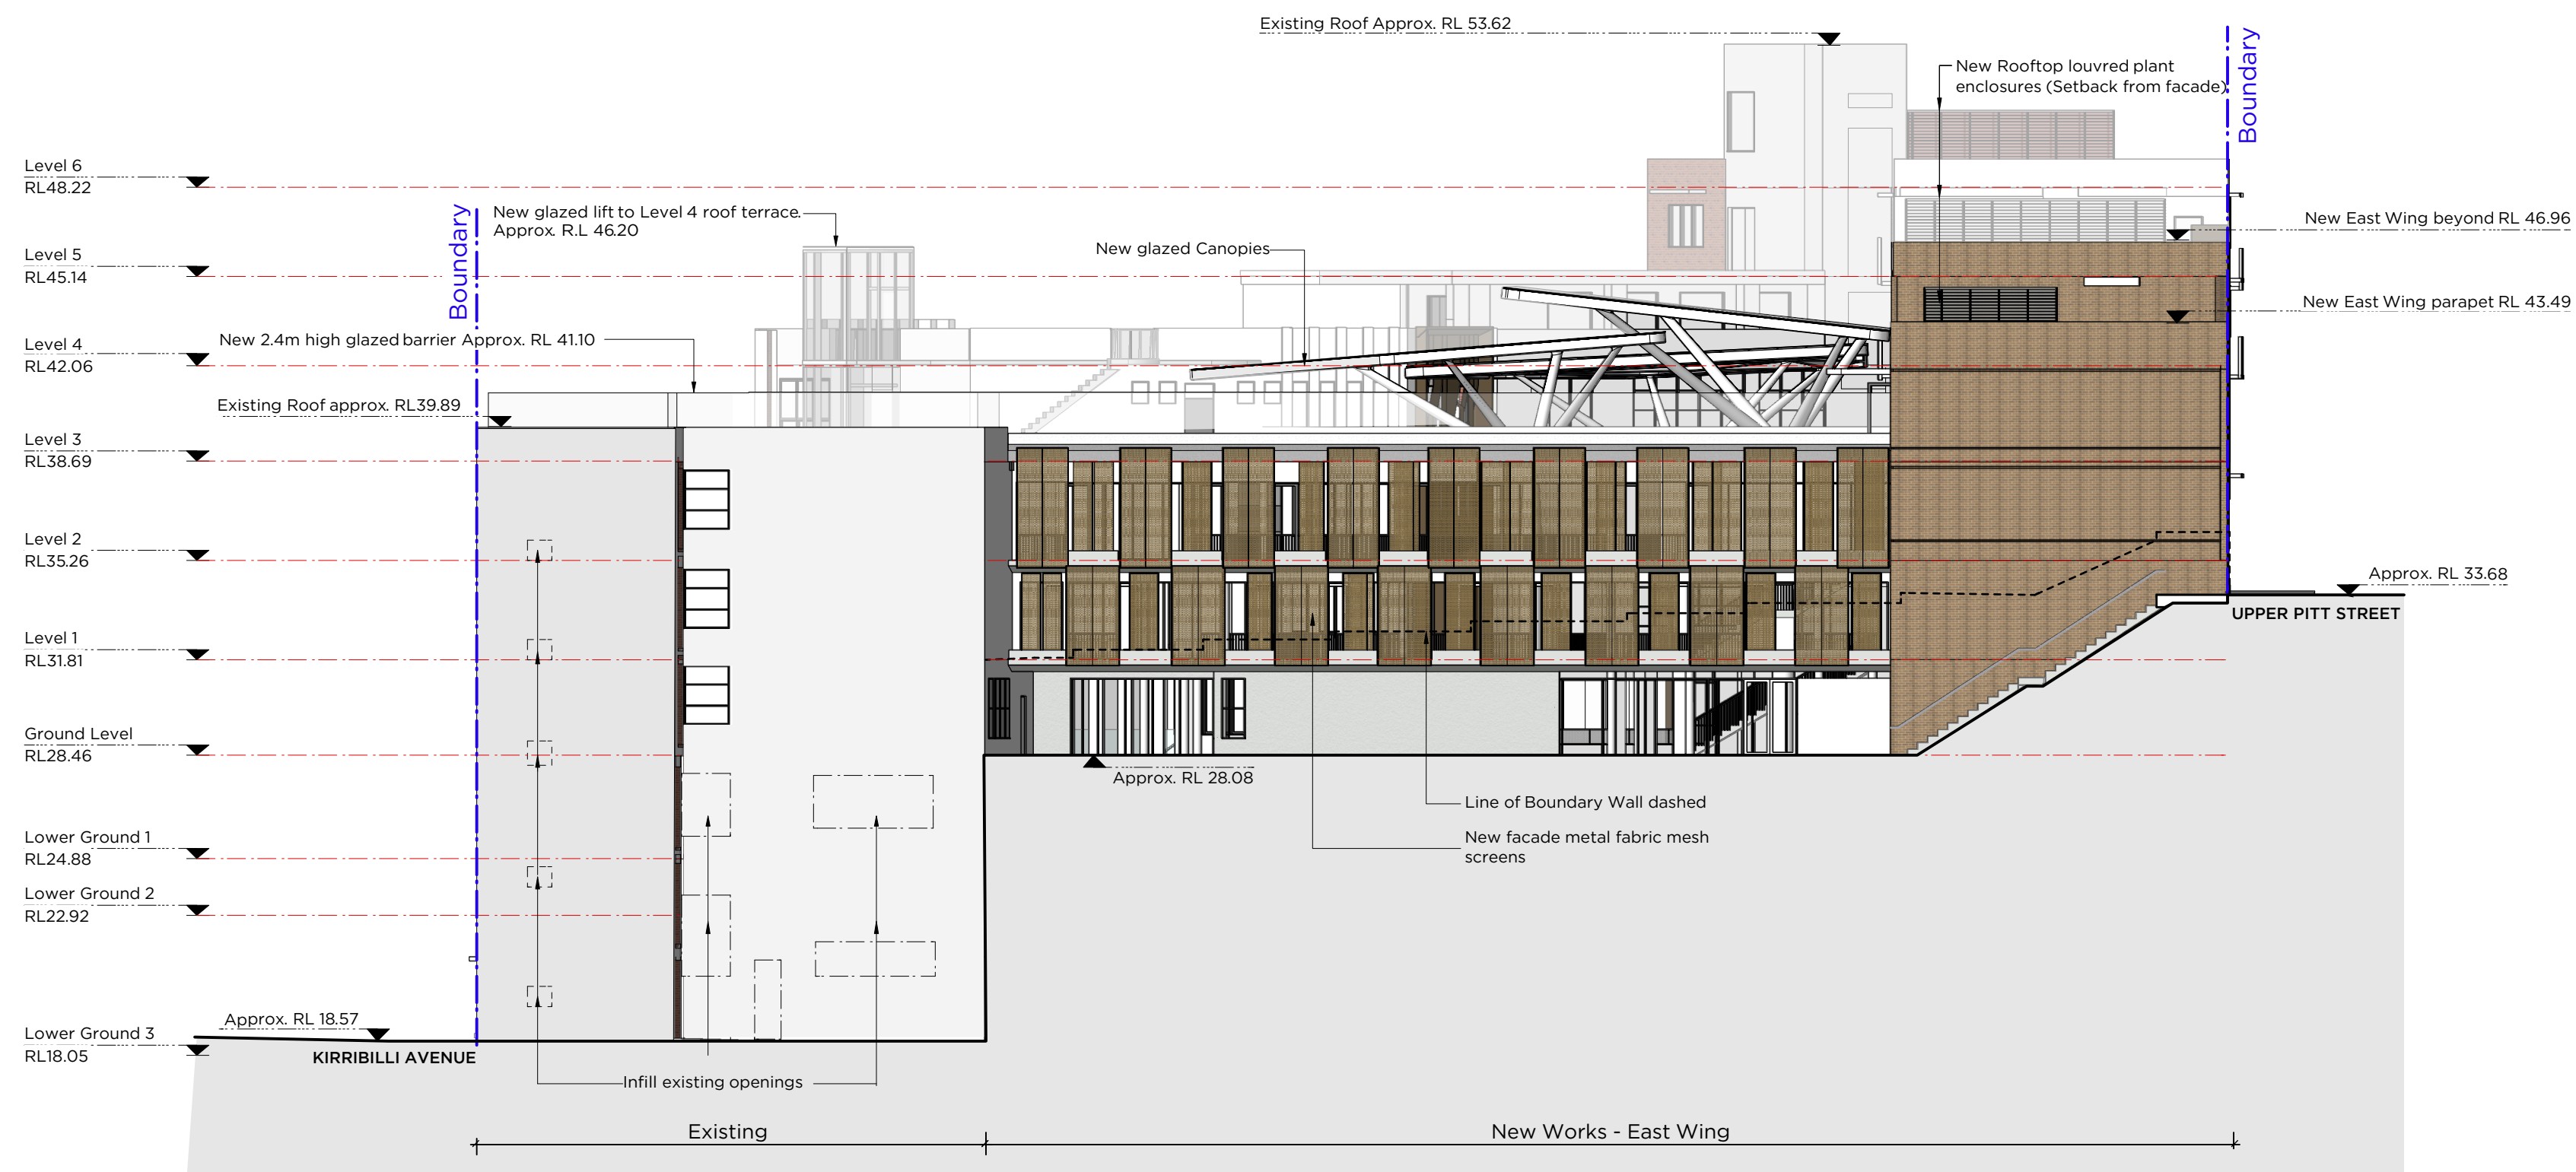 Existing Roof Approx. RL 53.62
Boundary
New Rooftop louvred plant
enclosures (Setback from facade)
Level 6
RL48.22
Boundary
New glazed lift to Level 4 roof terrace.
Approx. R.L 46.20
New East Wing beyond RL 46.96
New glazed Canopies
Level 5
RL45.14
New East Wing parapet RL 43.49
New 2.4m high glazed barrier Approx. RL 41.10
Level 4
RL42.06
Existing Roof approx. RL39.89
Level 3
RL38.69
Level 2
RL35.26
Approx. RL 33.68
UPPER PITT STREET
Level 1
RL31.81
Ground Level
RL28.46
Approx. RL 28.08
Line of Boundary Wall dashed
New facade metal fabric mesh
screens
Lower Ground 1
RL24.88
Lower Ground 2
RL22.92
Approx. RL 18.57
Lower Ground 3
RL18.05
KIRRIBILLI AVENUE
Infill existing openings
Existing
New Works - East Wing